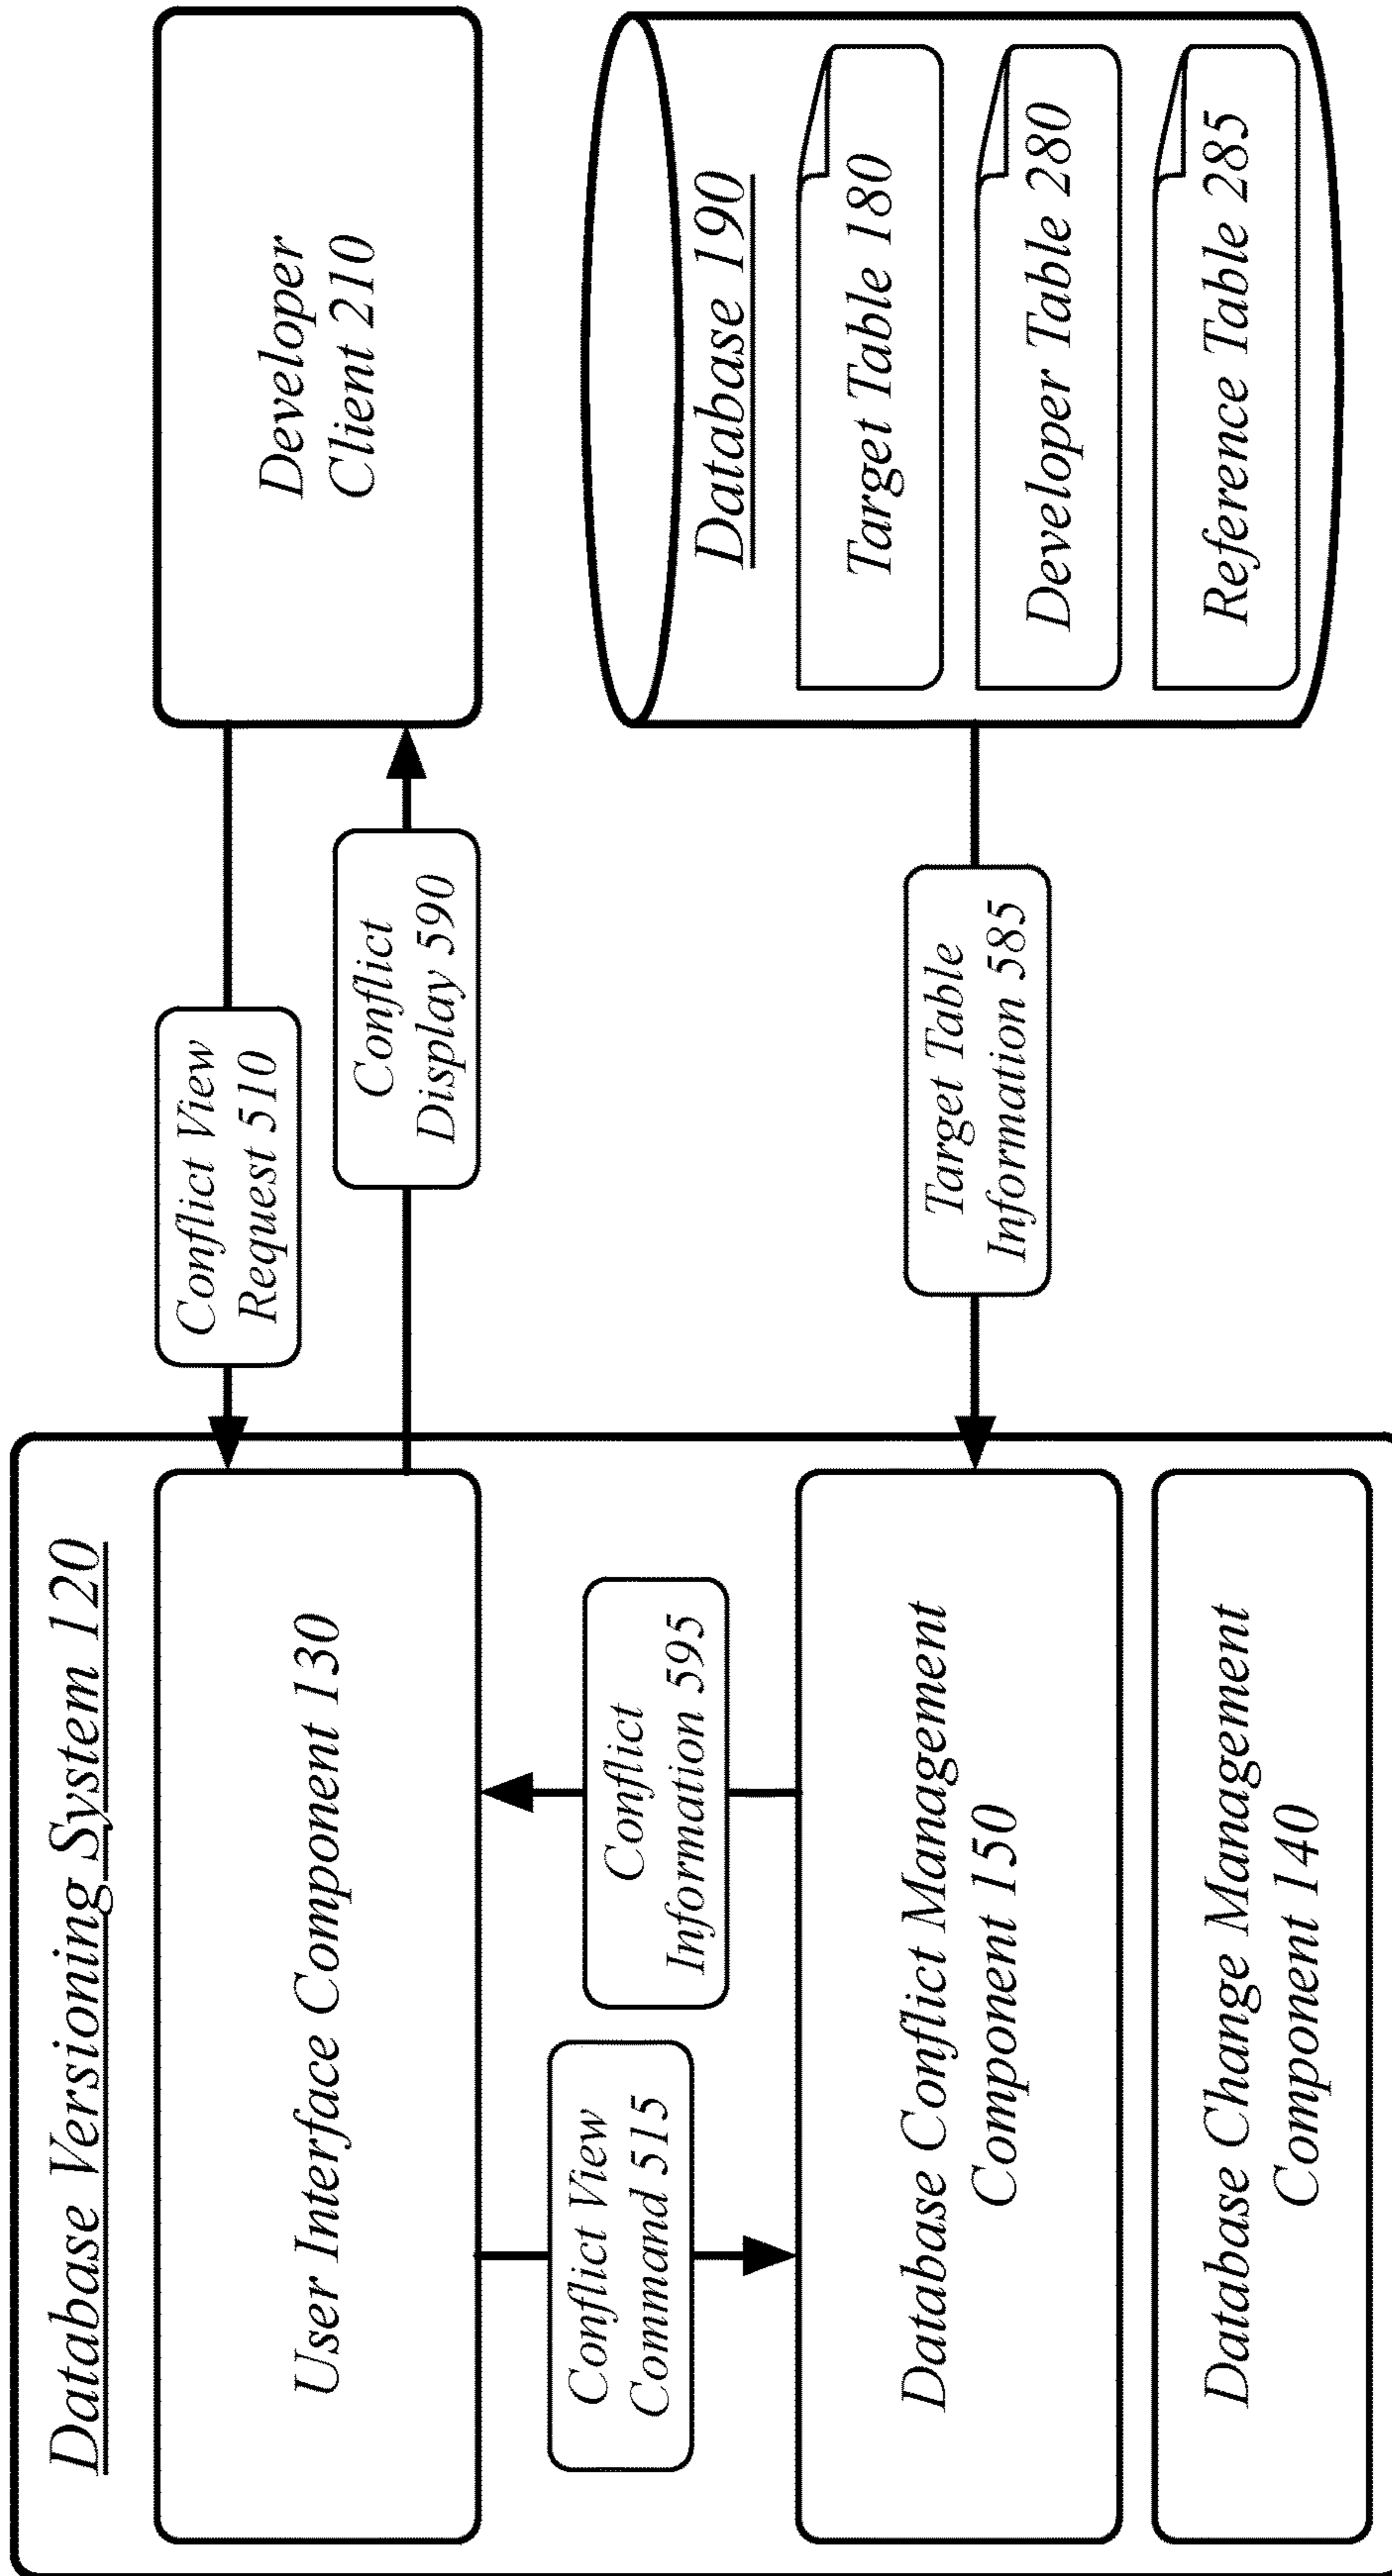 Database Versioning System 120
User Interface Component 130
Conflict View
Command 515
Conflict
Information 595
Database Conflict Management
Component 150
Database Change Management
Component 140
Conflict View
Request 510
Conflict
Display 590
Target Table
Information 585
Developer
Client 210
Database 190
Target Table 180
Developer Table 280
Reference Table 285